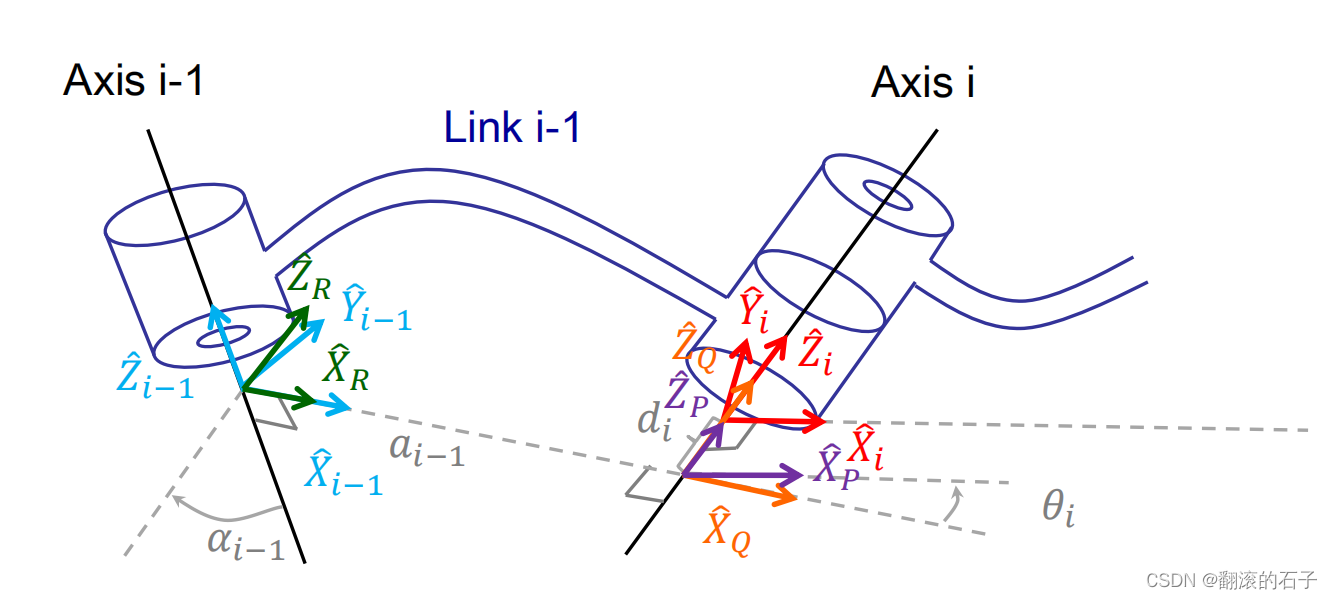 Axis i-1
Axis i
Link i-1
Ẑ_R
Ŷ_{i-1}
Ŷ_i
Ẑ_Q
Ẑ_i
X̂_R
Ẑ_{i-1}
Ẑ_P
d_i
a_{i-1}
X̂_i
X̂_P
X̂_{i-1}
θ_i
X̂_Q
α_{i-1}
CSDN @翻滚的石子